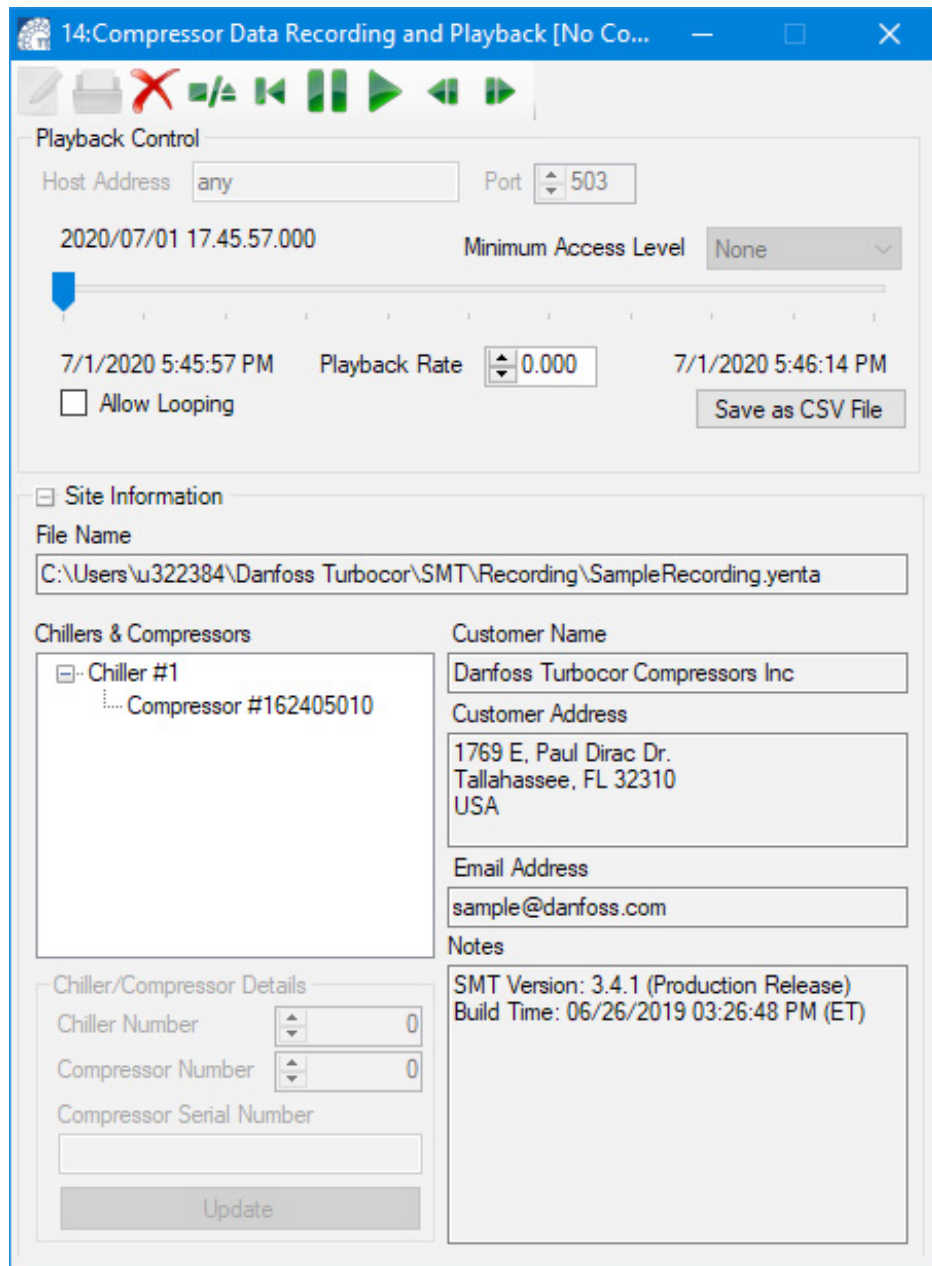 14:Compressor Data Recording and Playback [No Co...
Playback Control
Host Address any Port 503
2020/07/01 17.45.57.000
Minimum Access Level None
7/1/2020 5:45:57 PM Playback Rate 0.000 7/1/2020 5:46:14 PM
Allow Looping
Save as CSV File
Site Information
File Name
C:\Users\u322384\Danfoss Turbocor\SMT\Recording\SampleRecording.yenta
Chillers & Compressors
Chiller #1
Compressor #162405010
Customer Name
Danfoss Turbocor Compressors Inc
Customer Address
1769 E, Paul Dirac Dr.
Tallahassee, FL 32310
USA
Email Address
sample@danfoss.com
Notes
SMT Version: 3.4.1 (Production Release)
Build Time: 06/26/2019 03:26:48 PM (ET)
Chiller/Compressor Details
Chiller Number 0
Compressor Number 0
Compressor Serial Number
Update